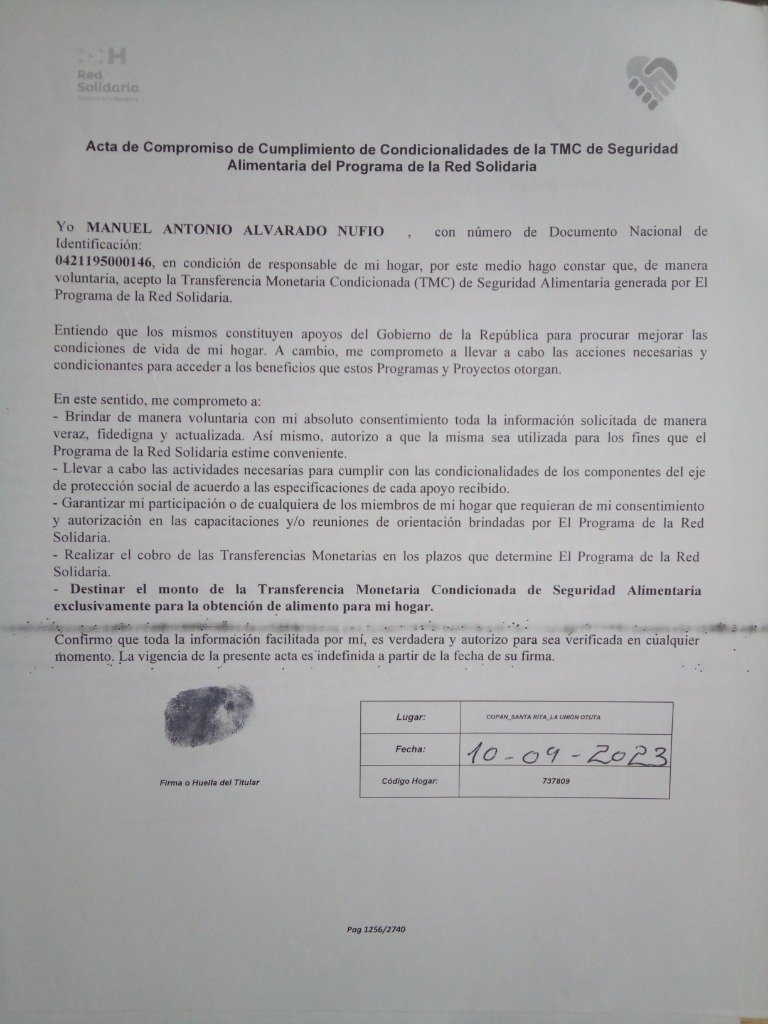 H
Red
Solidaria
Acta de Compromiso de Cumplimiento de Condicionalidades de la TMC de Seguridad
Alimentaria del Programa de la Red Solidaria
Yo MANUEL ANTONIO ALVARADO NUFIO , con número de Documento Nacional de
Identificación:
0421195000146, en condición de responsable de mi hogar, por este medio hago constar que, de manera
voluntaria, acepto la Transferencia Monetaria Condicionada (TMC) de Seguridad Alimentaria generada por El
Programa de la Red Solidaria.
Entiendo que los mismos constituyen apoyos del Gobierno de la República para procurar mejorar las
condiciones de vida de mi hogar. A cambio, me comprometo a llevar a cabo las acciones necesarias y
condicionantes para acceder a los beneficios que estos Programas y Proyectos otorgan.
En este sentido, me comprometo a:
- Brindar de manera voluntaria con mi absoluto consentimiento toda la información solicitada de manera
veraz, fidedigna y actualizada. Así mismo, autorizo a que la misma sea utilizada para los fines que el
Programa de la Red Solidaria estime conveniente.
- Llevar a cabo las actividades necesarias para cumplir con las condicionalidades de los componentes del eje
de protección social de acuerdo a las especificaciones de cada apoyo recibido.
- Garantizar mi participación o de cualquiera de los miembros de mi hogar que requieran de mi consentimiento
y autorización en las capacitaciones y/o reuniones de orientación brindadas por El Programa de la Red
Solidaria.
- Realizar el cobro de las Transferencias Monetarias en los plazos que determine El Programa de la Red
Solidaria.
- Destinar el monto de la Transferencia Monetaria Condicionada de Seguridad Alimentaria
exclusivamente para la obtención de alimento para mi hogar.
Confirmo que toda la información facilitada por mí, es verdadera y autorizo para sea verificada en cualquier
momento. La vigencia de la presente acta es indefinida a partir de la fecha de su firma.
Lugar: COPAN_SANTA RITA_LA UNIÓN OTUTA
Fecha: 10-09-2023
Firma o Huella del Titular
Código Hogar: 737809
Pag 1256/2740